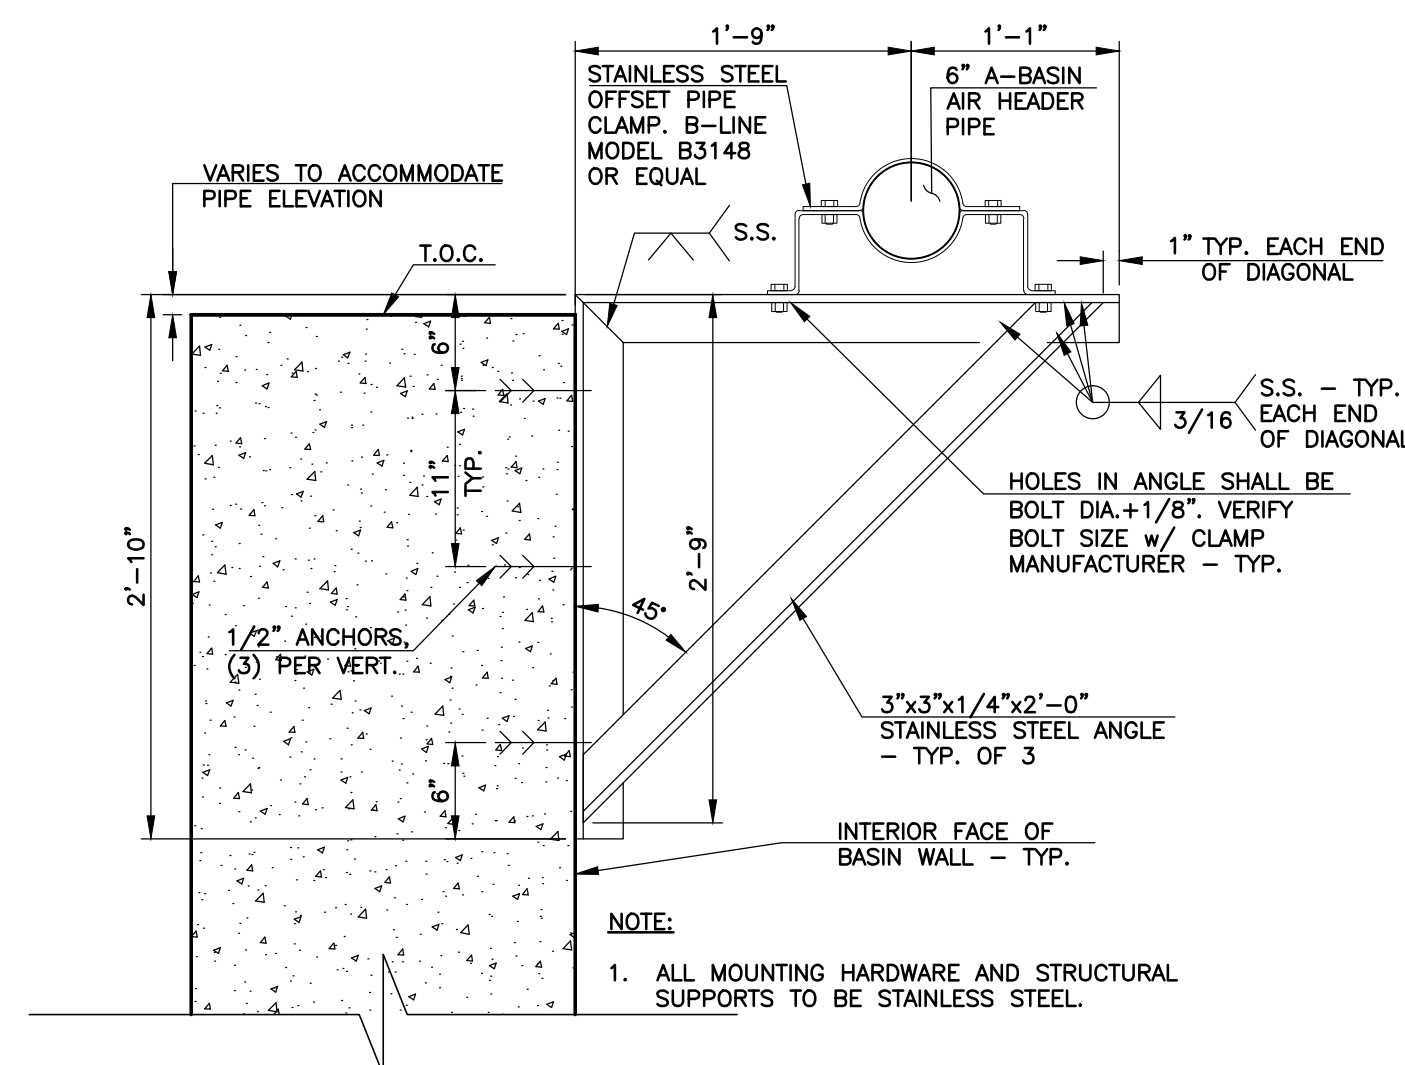 1'-9"
1'-1"
STAINLESS STEEL
OFFSET PIPE
CLAMP. B-LINE
MODEL B3148
OR EQUAL
6" A-BASIN
AIR HEADER
PIPE
VARIES TO ACCOMMODATE
PIPE ELEVATION
S.S.
T.O.C.
1" TYP. EACH END
OF DIAGONAL
6"
S.S. - TYP.
EACH END
OF DIAGONAL
3/16
11"
TYP.
HOLES IN ANGLE SHALL BE
BOLT DIA.+1/8". VERIFY
BOLT SIZE w/ CLAMP
MANUFACTURER - TYP.
2'-10"
2'-9"
45°
1/2" ANCHORS,
(3) PER VERT.
3"x3"x1/4"x2'-0"
STAINLESS STEEL ANGLE
- TYP. OF 3
6"
INTERIOR FACE OF
BASIN WALL - TYP.
NOTE:
1. ALL MOUNTING HARDWARE AND STRUCTURAL
SUPPORTS TO BE STAINLESS STEEL.